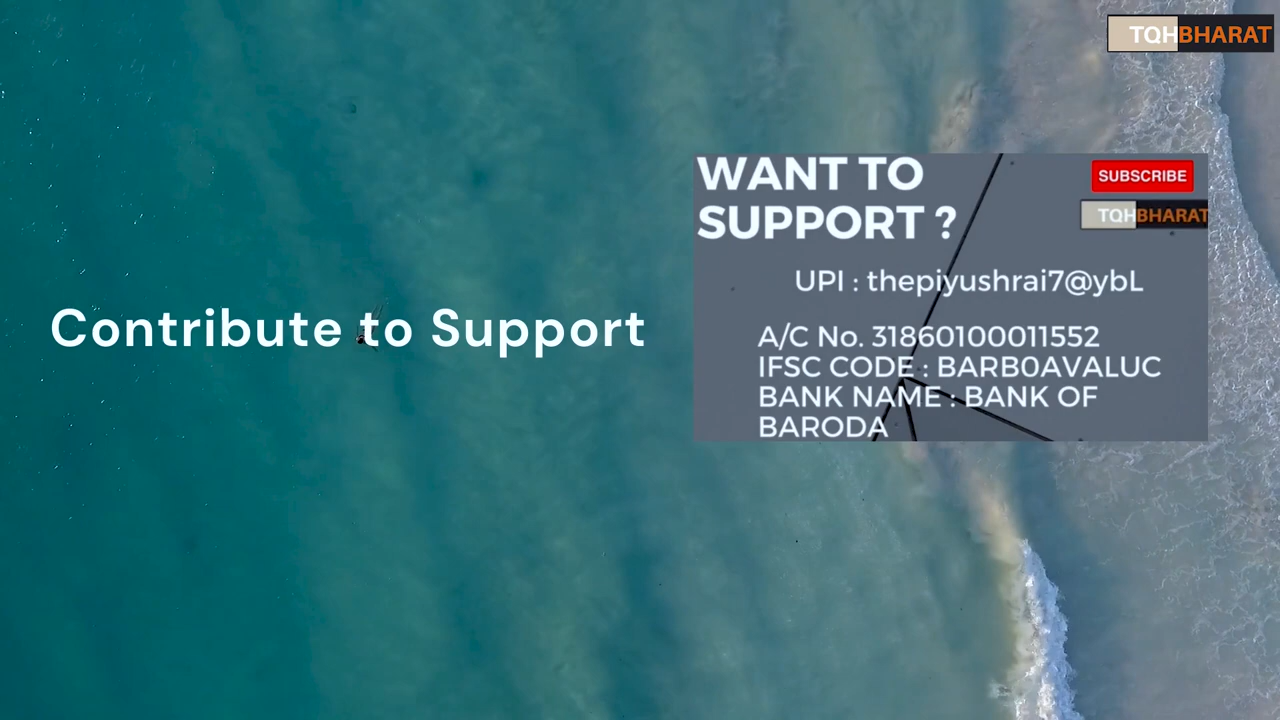 TQHBHARAT
Contribute to Support
WANT TO
SUPPORT ?
SUBSCRIBE
TQHBHARAT
UPI : thepiyushrai7@ybL
A/C No. 31860100011552
IFSC CODE : BARB0AVALUC
BANK NAME : BANK OF
BARODA